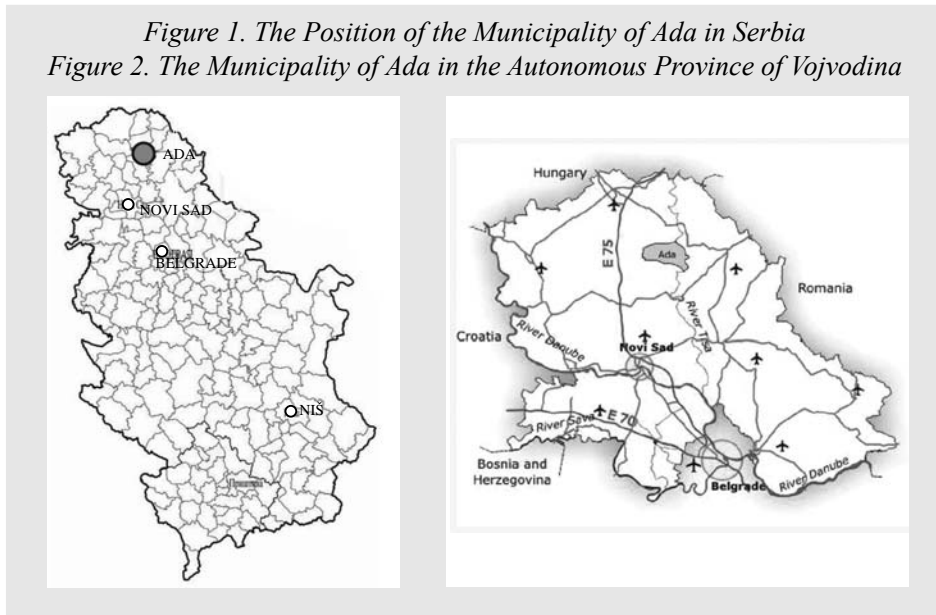 Figure 1. The Position of the Municipality of Ada in Serbia
Figure 2. The Municipality of Ada in the Autonomous Province of Vojvodina
ADA
NOVI SAD
BELGRADE
NIŠ
Hungary
E 75
Ada
Romania
Croatia
River Danube
River Tisa
Novi Sad
River Sava
E 70
Bosnia and
Herzegovina
Belgrade
River Danube